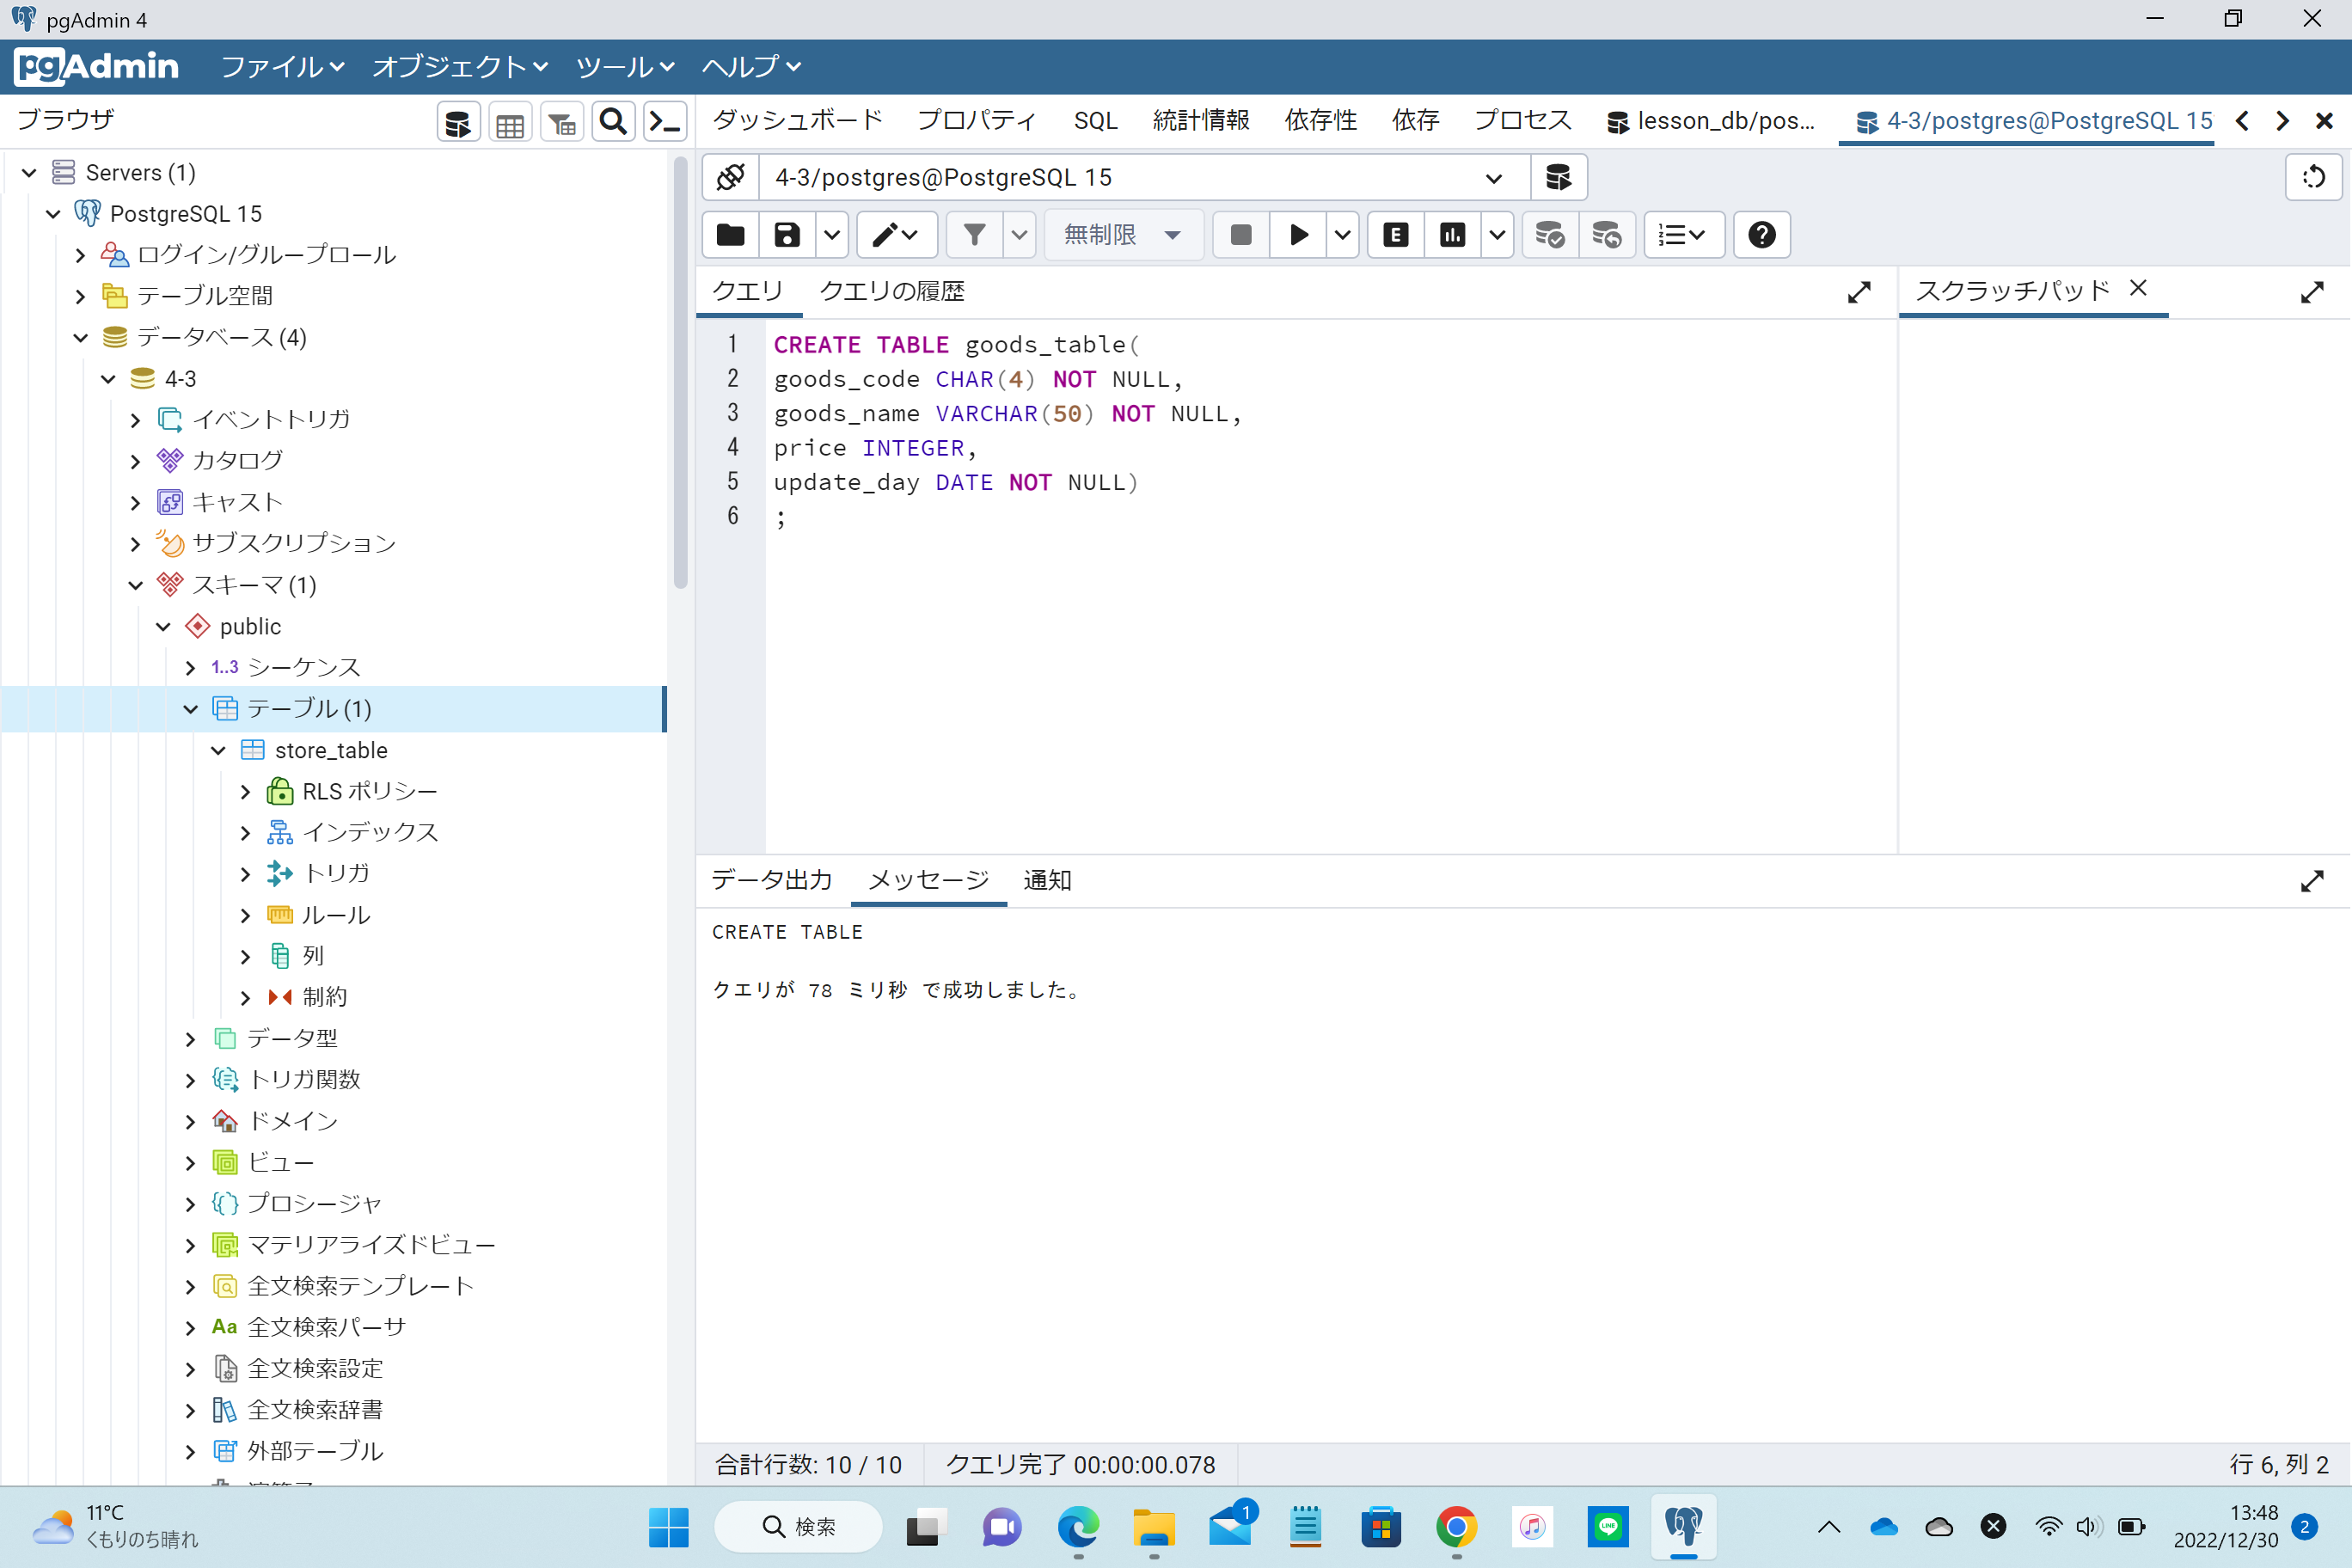 pgAdmin 4
pgAdmin
ファイル オブジェクト ツール ヘルプ
ブラウザ
Servers (1)
PostgreSQL 15
ログイン/グループロール
テーブル空間
データベース (4)
4-3
イベントトリガ
カタログ
キャスト
サブスクリプション
スキーマ (1)
public
1..3 シーケンス
テーブル (1)
store_table
RLS ポリシー
インデックス
トリガ
ルール
列
制約
データ型
トリガ関数
ドメイン
ビュー
プロシージャ
マテリアライズドビュー
全文検索テンプレート
Aa 全文検索パーサ
全文検索設定
全文検索辞書
外部テーブル
ダッシュボード プロパティ SQL 統計情報 依存性 依存 プロセス lesson_db/pos... 4-3/postgres@PostgreSQL 15
4-3/postgres@PostgreSQL 15
無制限 E
クエリ クエリの履歴
スクラッチパッド
1 CREATE TABLE goods_table(
2 goods_code CHAR(4) NOT NULL,
3 goods_name VARCHAR(50) NOT NULL,
4 price INTEGER,
5 update_day DATE NOT NULL)
6 ;
データ出力 メッセージ 通知
CREATE TABLE
クエリが 78 ミリ秒 で成功しました。
合計行数: 10 / 10 クエリ完了 00:00:00.078 行 6, 列 2
11°C
くもりのち晴れ
検索
1
LINE
13:48
2022/12/30
2